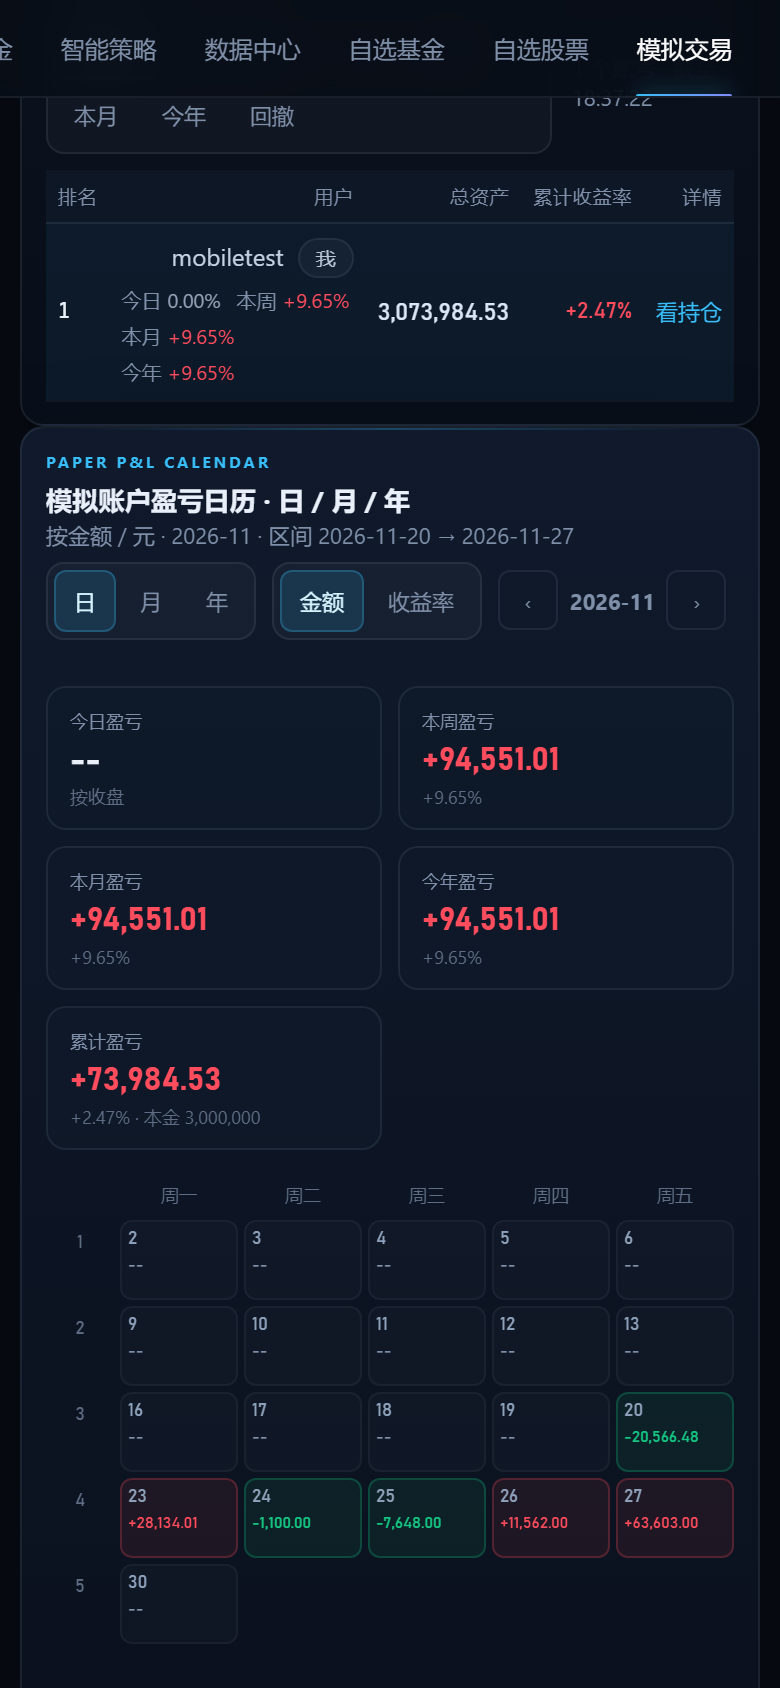 金 智能策略 数据中心 自选基金 自选股票 模拟交易
18:37:22
本月 今年 回撤
排名 用户 总资产 累计收益率 详情
mobiletest 我
今日 0.00% 本周 +9.65%
1 3,073,984.53 +2.47% 看持仓
本月 +9.65%
今年 +9.65%
PAPER P&L CALENDAR
模拟账户盈亏日历 · 日 / 月 / 年
按金额 / 元 · 2026-11 · 区间 2026-11-20 → 2026-11-27
日 月 年 金额 收益率 ‹ 2026-11 ›
今日盈亏 本周盈亏
-- +94,551.01
按收盘 +9.65%
本月盈亏 今年盈亏
+94,551.01 +94,551.01
+9.65% +9.65%
累计盈亏
+73,984.53
+2.47% · 本金 3,000,000
周一 周二 周三 周四 周五
1 2 3 4 5 6
-- -- -- -- --
2 9 10 11 12 13
-- -- -- -- --
3 16 17 18 19 20
-- -- -- -- -20,566.48
4 23 24 25 26 27
+28,134.01 -1,100.00 -7,648.00 +11,562.00 +63,603.00
5 30
--